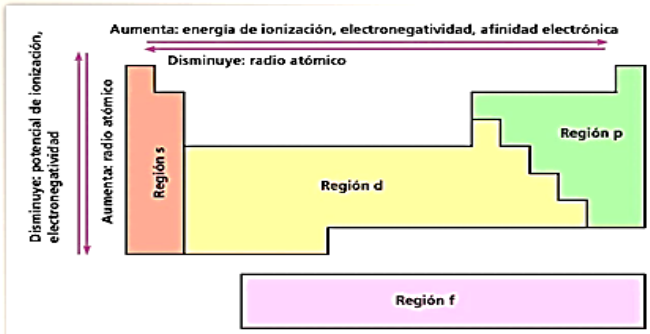 Aumenta: energía de ionización, electronegatividad, afinidad electrónica
Disminuye: radio atómico
Disminuye: potencial de ionización,
electronegatividad
Aumenta: radio atómico
Región s
Región d
Región p
Región f